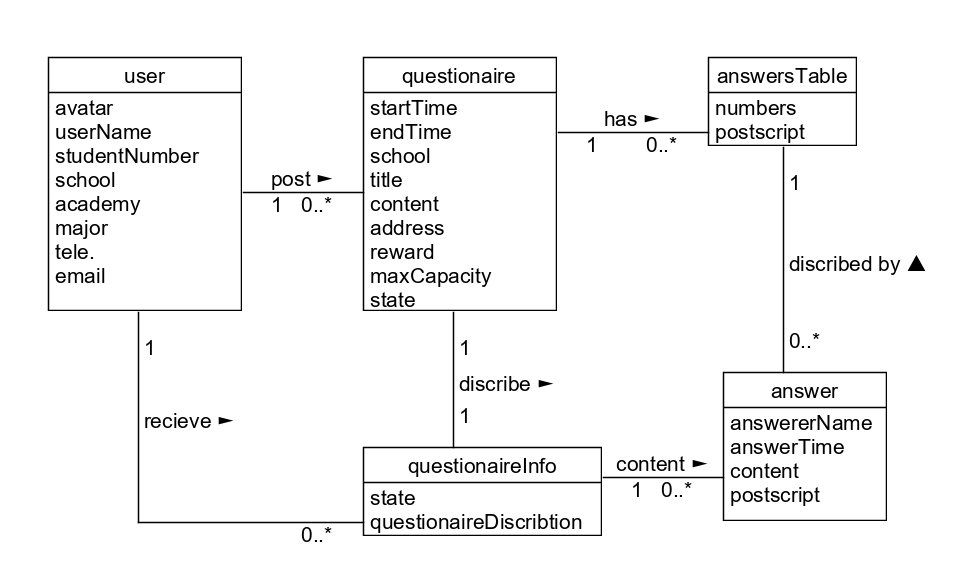 user
avatar
userName
studentNumber
school
academy
major
tele.
email
post ►
1 0..*
questionaire
startTime
endTime
school
title
content
address
reward
maxCapacity
state
has ►
1 0..*
answersTable
numbers
postscript
1
discribed by ▲
0..*
1
recieve ►
0..*
1
discribe ►
1
questionaireInfo
state
questionaireDiscribtion
content ►
1 0..*
answer
answererName
answerTime
content
postscript